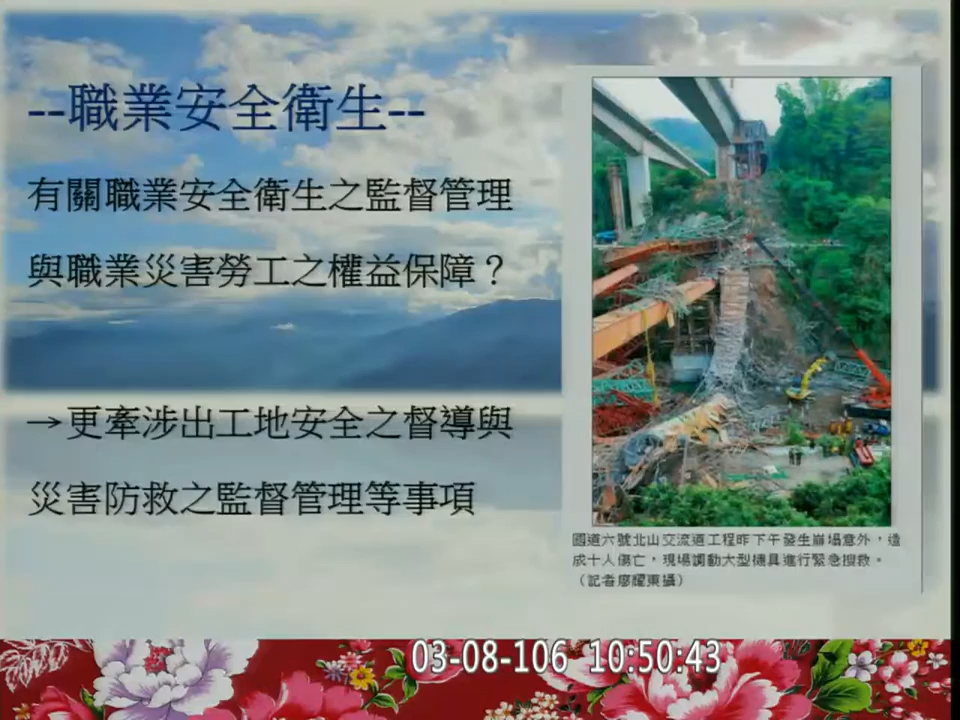 --職業安全衛生--
有關職業安全衛生之監督管理
與職業災害勞工之權益保障？
→更牽涉出工地安全之督導與
災害防救之監督管理等事項
國道六號北山交流道工程昨下午發生崩塌意外，造
成十人傷亡，現場調動大型機具進行緊急搜救。
（記者廖耀東攝）
03-08-106 10:50:43